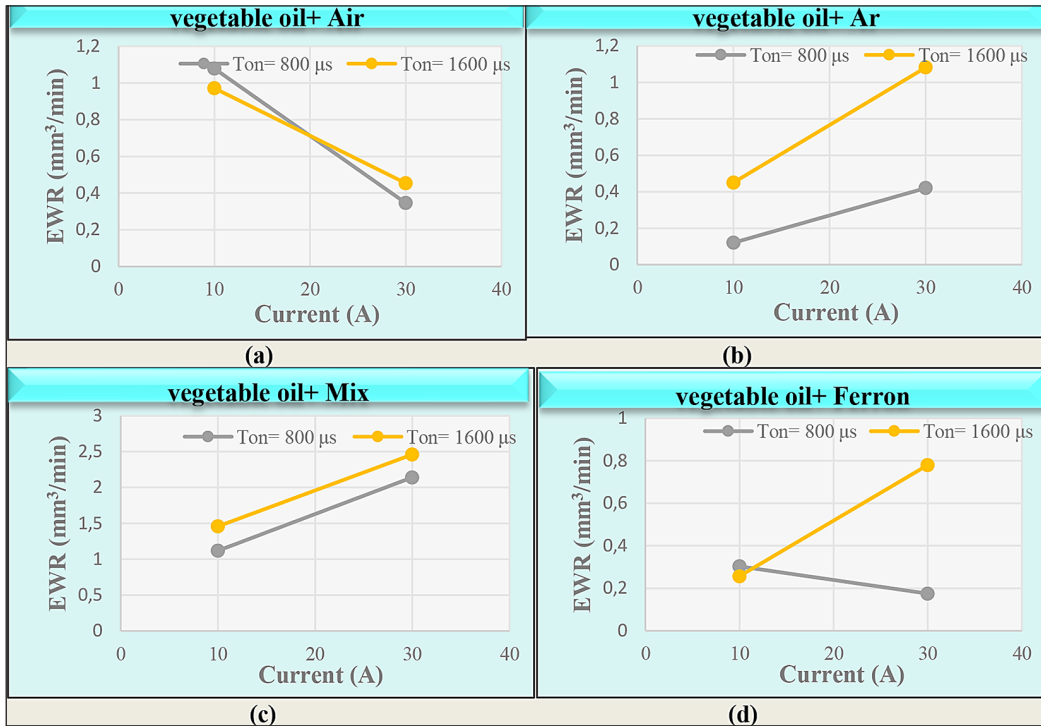 vegetable oil+ Air
EWR (mm³/min)
1,2
1
0,8
0,6
0,4
0,2
0
Ton= 800 µs
Ton= 1600 µs
0 10 20 30 40
Current (A)
(a)
vegetable oil+ Ar
EWR (mm³/min)
1,2
1
0,8
0,6
0,4
0,2
0
Ton= 800 µs
Ton= 1600 µs
0 10 20 30 40
Current (A)
(b)
vegetable oil+ Mix
EWR (mm³/min)
3
2,5
2
1,5
1
0,5
0
Ton= 800 µs
Ton= 1600 µs
0 10 20 30 40
Current (A)
(c)
vegetable oil+ Ferron
EWR (mm³/min)
1
0,8
0,6
0,4
0,2
0
Ton= 800 µs
Ton= 1600 µs
0 10 20 30 40
Current (A)
(d)